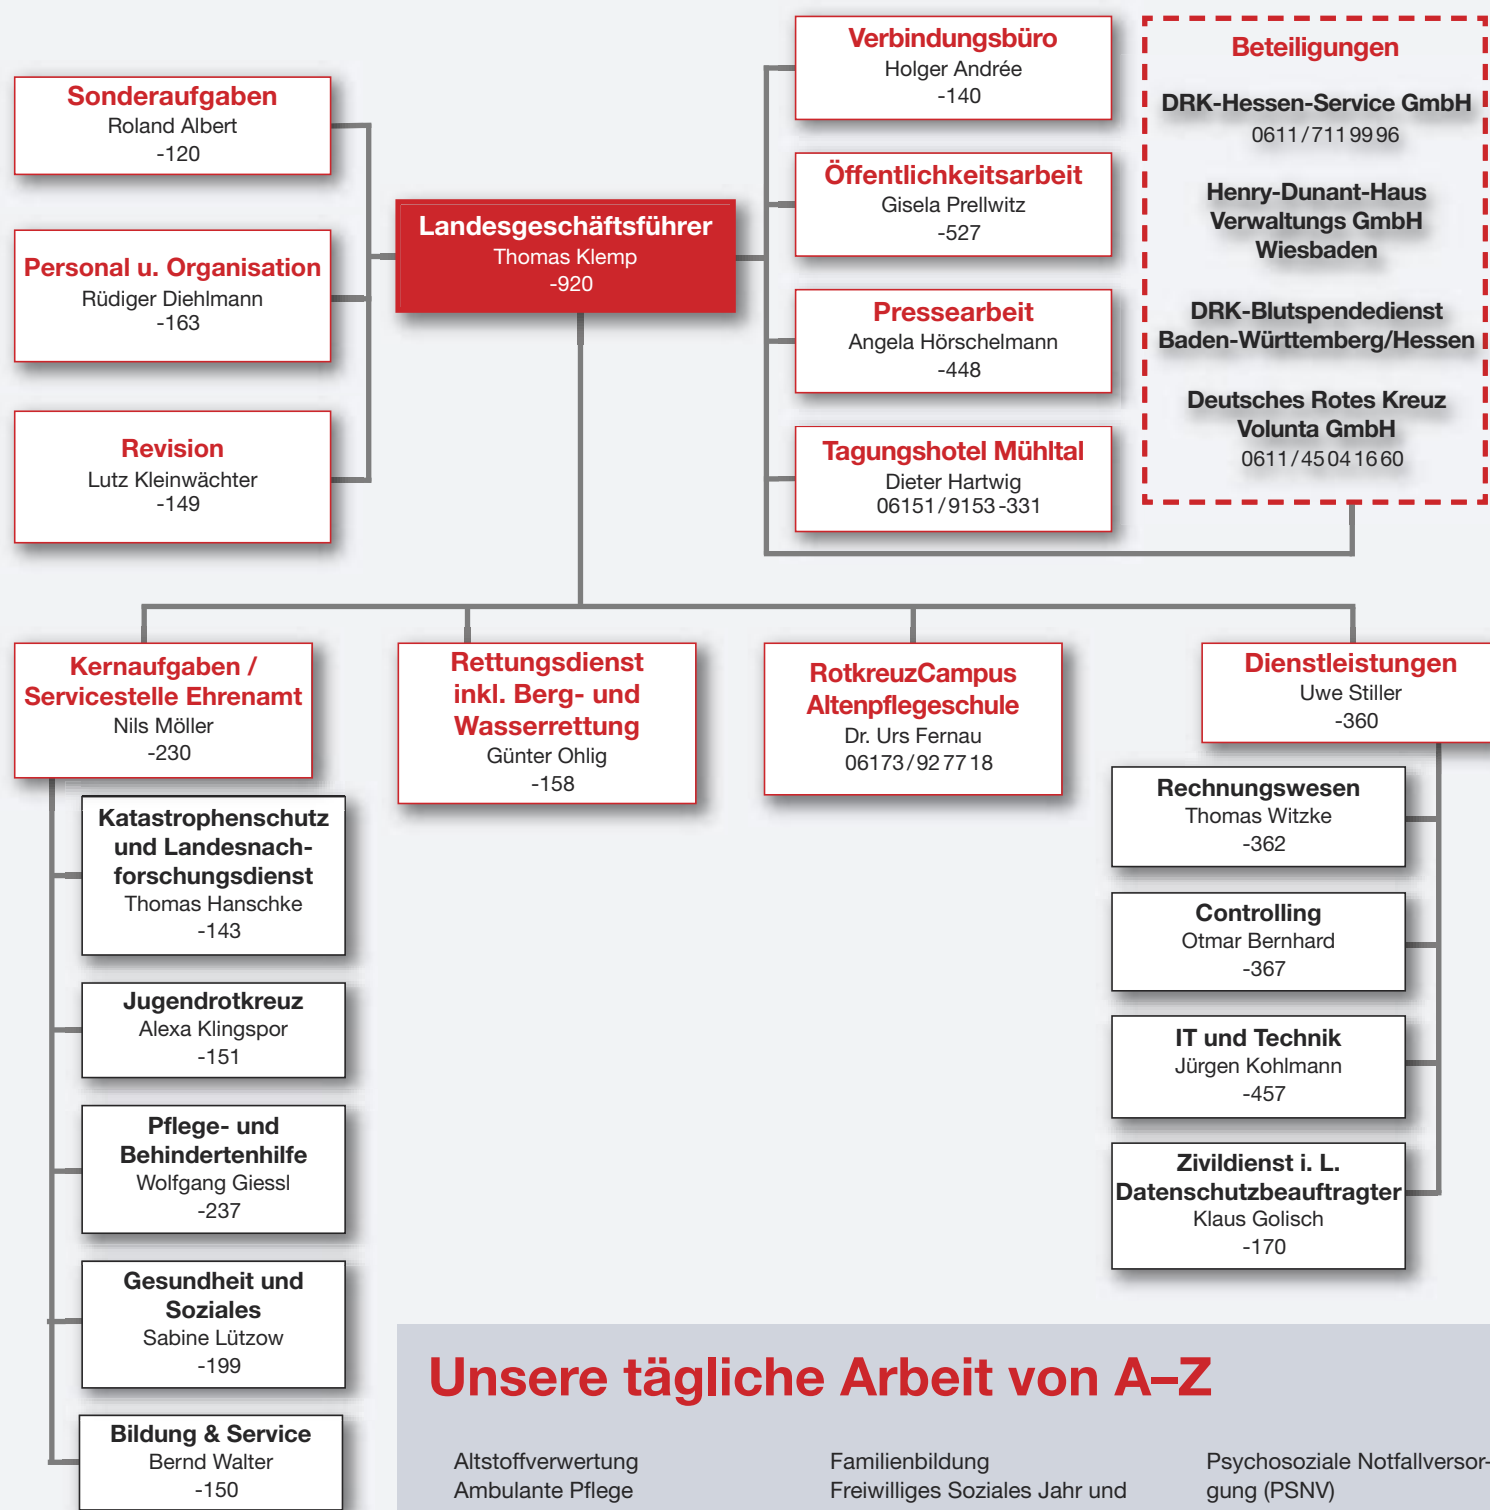 Sonderaufgaben
Roland Albert
-120
Personal u. Organisation
Rüdiger Diehlmann
-163
Revision
Lutz Kleinwächter
-149
Landesgeschäftsführer
Thomas Klemp
-920
Verbindungsbüro
Holger Andrée
-140
Öffentlichkeitsarbeit
Gisela Prellwitz
-527
Pressearbeit
Angela Hörschelmann
-448
Tagungshotel Mühltal
Dieter Hartwig
06151/9153-331
Beteiligungen
DRK-Hessen-Service GmbH
0611/7119996
Henry-Dunant-Haus
Verwaltungs GmbH
Wiesbaden
DRK-Blutspendedienst
Baden-Württemberg/Hessen
Deutsches Rotes Kreuz
Volunta GmbH
0611/45041660
Kernaufgaben /
Servicestelle Ehrenamt
Nils Möller
-230
Katastrophenschutz
und Landesnach-
forschungsdienst
Thomas Hanschke
-143
Jugendrotkreuz
Alexa Klingspor
-151
Pflege- und
Behindertenhilfe
Wolfgang Giessl
-237
Gesundheit und
Soziales
Sabine Lützow
-199
Bildung & Service
Bernd Walter
-150
Rettungsdienst
inkl. Berg- und
Wasserrettung
Günter Ohlig
-158
RotkreuzCampus
Altenpflegeschule
Dr. Urs Fernau
06173/927718
Dienstleistungen
Uwe Stiller
-360
Rechnungswesen
Thomas Witzke
-362
Controlling
Otmar Bernhard
-367
IT und Technik
Jürgen Kohlmann
-457
Zivildienst i. L.
Datenschutzbeauftragter
Klaus Golisch
-170
Unsere tägliche Arbeit von A–Z
Altstoffverwertung
Ambulante Pflege
Familienbildung
Freiwilliges Soziales Jahr und
Psychosoziale Notfallversor-
gung (PSNV)